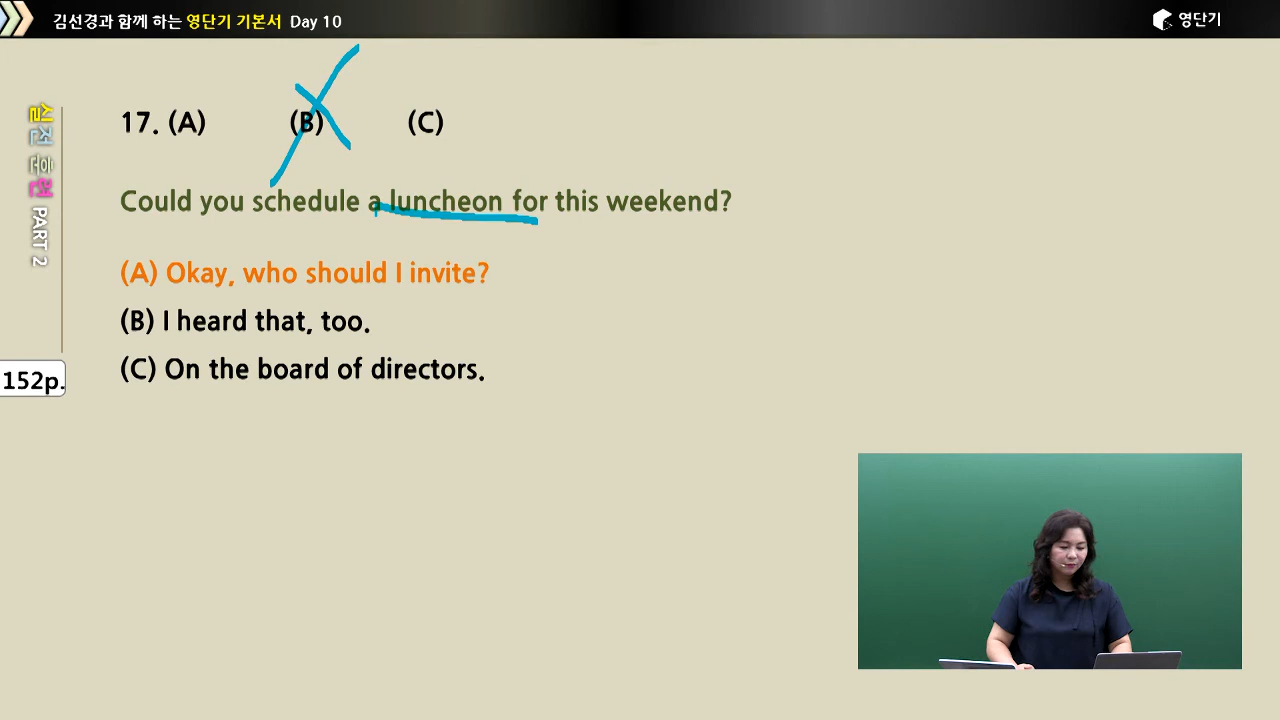 김선경과 함께 하는 영단기 기본서 Day 10
영단기
실전훈련 PART 2
17. (A) (B) (C)
Could you schedule a luncheon for this weekend?
(A) Okay, who should I invite?
(B) I heard that, too.
(C) On the board of directors.
152p.